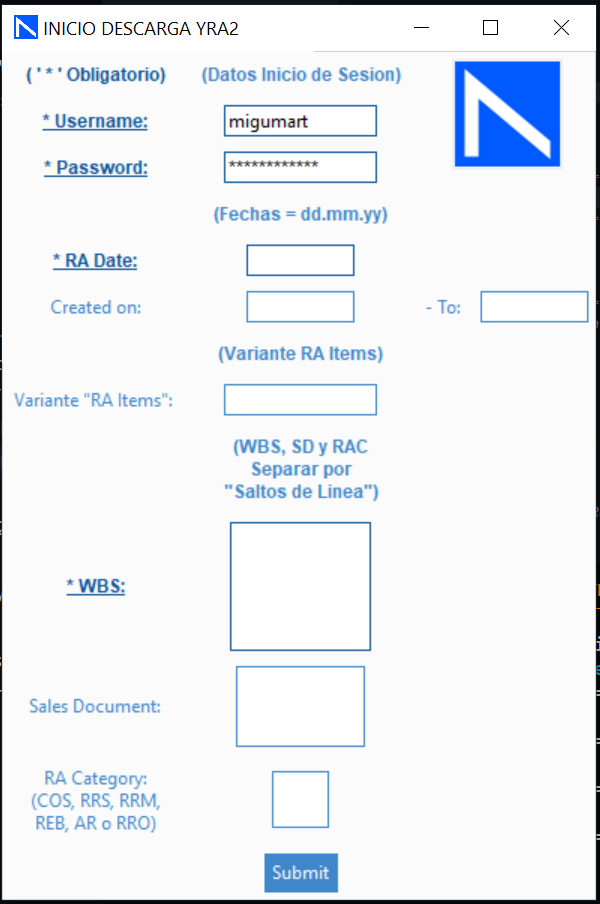 INICIO DESCARGA YRA2
( ' * ' Obligatorio) (Datos Inicio de Sesion)
* Username: migumart
* Password: ************
(Fechas = dd.mm.yy)
* RA Date:
Created on: - To:
(Variante RA Items)
Variante "RA Items":
(WBS, SD y RAC
Separar por
"Saltos de Linea")
* WBS:
Sales Document:
RA Category:
(COS, RRS, RRM,
REB, AR o RRO)
Submit